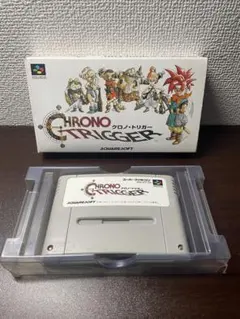 CHRONO
クロノ・トリガー
TRIGGER
SQUARESOFT
CHRONO
TRIGGER
SQUARESOFT